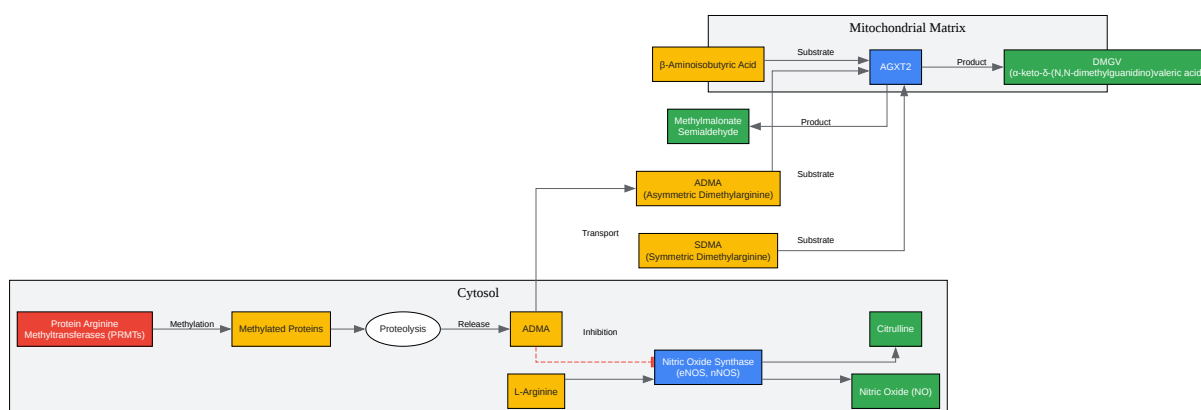 Mitochondrial Matrix
β-Aminoisobutyric Acid
Substrate
AGXT2
Product
DMGV
(α-keto-δ-(N,N-dimethylguanidino)valeric acid)
Methylmalonate
Semialdehyde
Product
ADMA
(Asymmetric Dimethylarginine)
Substrate
Transport
SDMA
(Symmetric Dimethylarginine)
Substrate
Cytosol
Protein Arginine
Methyltransferases (PRMTs)
Methylation
Methylated Proteins
Proteolysis
Release
ADMA
Inhibition
Citrulline
Nitric Oxide Synthase
(eNOS, nNOS)
L-Arginine
Nitric Oxide (NO)